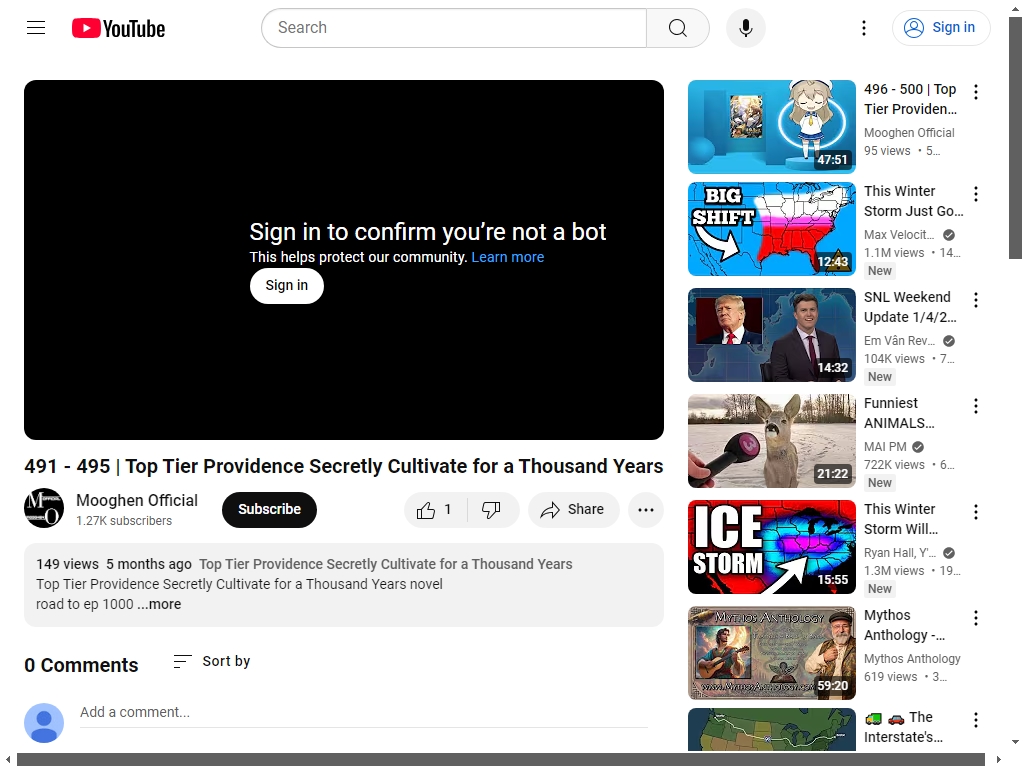 YouTube
Search
Sign in
Sign in to confirm you’re not a bot
This helps protect our community. Learn more
Sign in
491 - 495 | Top Tier Providence Secretly Cultivate for a Thousand Years
Mooghen Official
1.27K subscribers
Subscribe
1
Share
149 views 5 months ago Top Tier Providence Secretly Cultivate for a Thousand Years
Top Tier Providence Secretly Cultivate for a Thousand Years novel
road to ep 1000 ...more
0 Comments
Sort by
Add a comment...
47:51
496 - 500 | Top
Tier Providen...
Mooghen Official
95 views • 5...
BIG
SHIFT
12:43
This Winter
Storm Just Go...
Max Velocit...
1.1M views • 14...
New
14:32
SNL Weekend
Update 1/4/2...
Em Vân Rev...
104K views • 7...
New
21:22
Funniest
ANIMALS...
MAI PM
722K views • 6...
New
ICE
STORM
15:55
This Winter
Storm Will...
Ryan Hall, Y'...
1.3M views • 19...
New
MYTHOS ANTHOLOGY
WWW.MYTHOSANTHOLOGY.COM
59:20
Mythos
Anthology -...
Mythos Anthology
619 views • 3...
The
Interstate's...